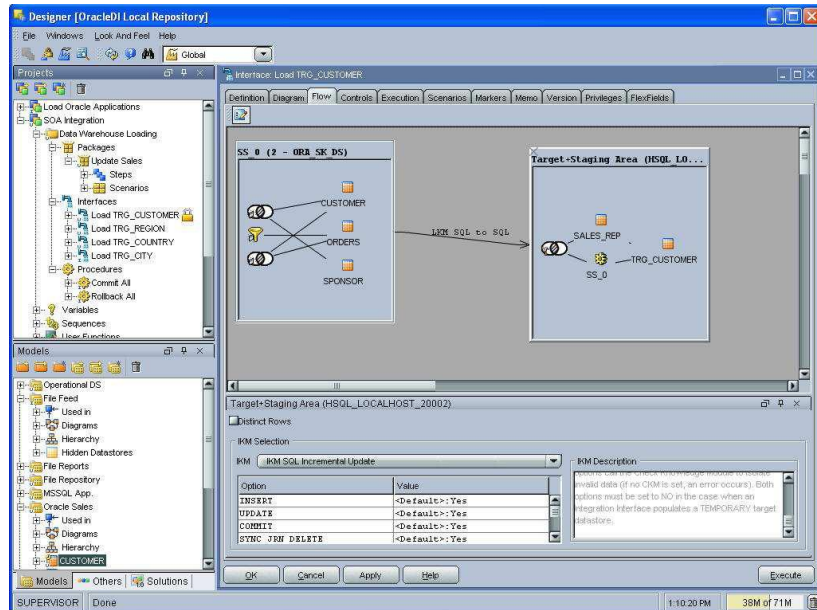 Designer [OracleDI Local Repository]
File Windows Look And Feel Help
Global
Projects
Load Oracle Applications
SOA Integration
Data Warehouse Loading
Packages
Update Sales
Steps
Scenarios
Interfaces
Load TRG_CUSTOMER
Load TRG_REGION
Load TRG_COUNTRY
Load TRG_CITY
Procedures
Commit All
Rollback All
Variables
Sequences
User Functions
Models
Operational DS
File Feed
Used in
Diagrams
Hierarchy
Hidden Datastores
File Reports
File Repository
MSSQL App.
Oracle Sales
Used in
Diagrams
Hierarchy
CUSTOMER
Models Others Solutions
Interface: Load TRG_CUSTOMER
Definition Diagram Flow Controls Execution Scenarios Markers Memo Version Privileges FlexFields
SS_0 (2 - ORA_SK_DS)
CUSTOMER
ORDERS
SPONSOR
LKM SQL to SQL
Target+Staging Area (HSQL_LO...
SALES_REP
TRG_CUSTOMER
SS_0
Target+Staging Area (HSQL_LOCALHOST_20002)
Distinct Rows
IKM Selection
IKM IKM SQL Incremental Update
Option Value
INSERT <Default>:Yes
UPDATE <Default>:Yes
COMMIT <Default>:Yes
SYNC JRN DELETE <Default>:Yes
IKM Description
options call the Check Knowledge Module to isolate
invalid data (if no CKM is set, an error occurs). Both
options must be set to NO in the case when an
integration interface populates a TEMPORARY target
datastore.
OK Cancel Apply Help Execute
SUPERVISOR Done 1:10:20 PM 38M of 71M